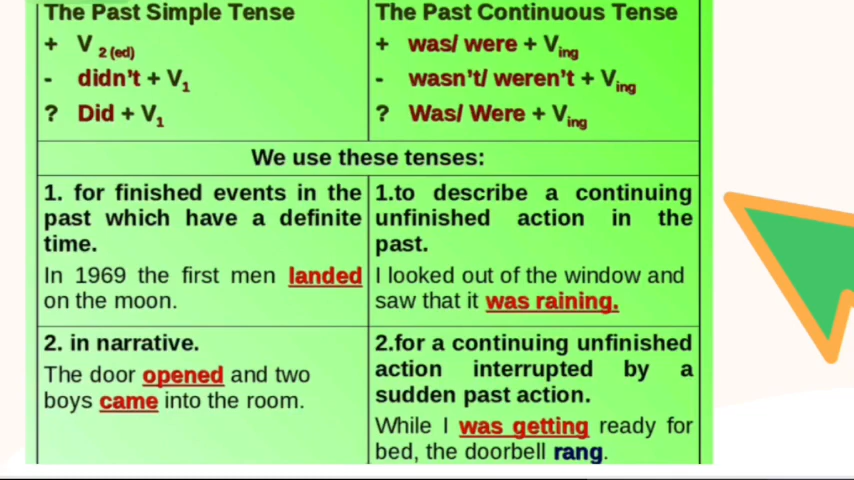 The Past Simple Tense
+ V 2 (ed)
- didn't + V1
? Did + V1
The Past Continuous Tense
+ was/ were + Ving
- wasn't/ weren't + Ving
? Was/ Were + Ving
We use these tenses:
1. for finished events in the
past which have a definite
time.
In 1969 the first men landed
on the moon.
1.to describe a continuing
unfinished action in the
past.
I looked out of the window and
saw that it was raining.
2. in narrative.
The door opened and two
boys came into the room.
2.for a continuing unfinished
action interrupted by a
sudden past action.
While I was getting ready for
bed, the doorbell rang.